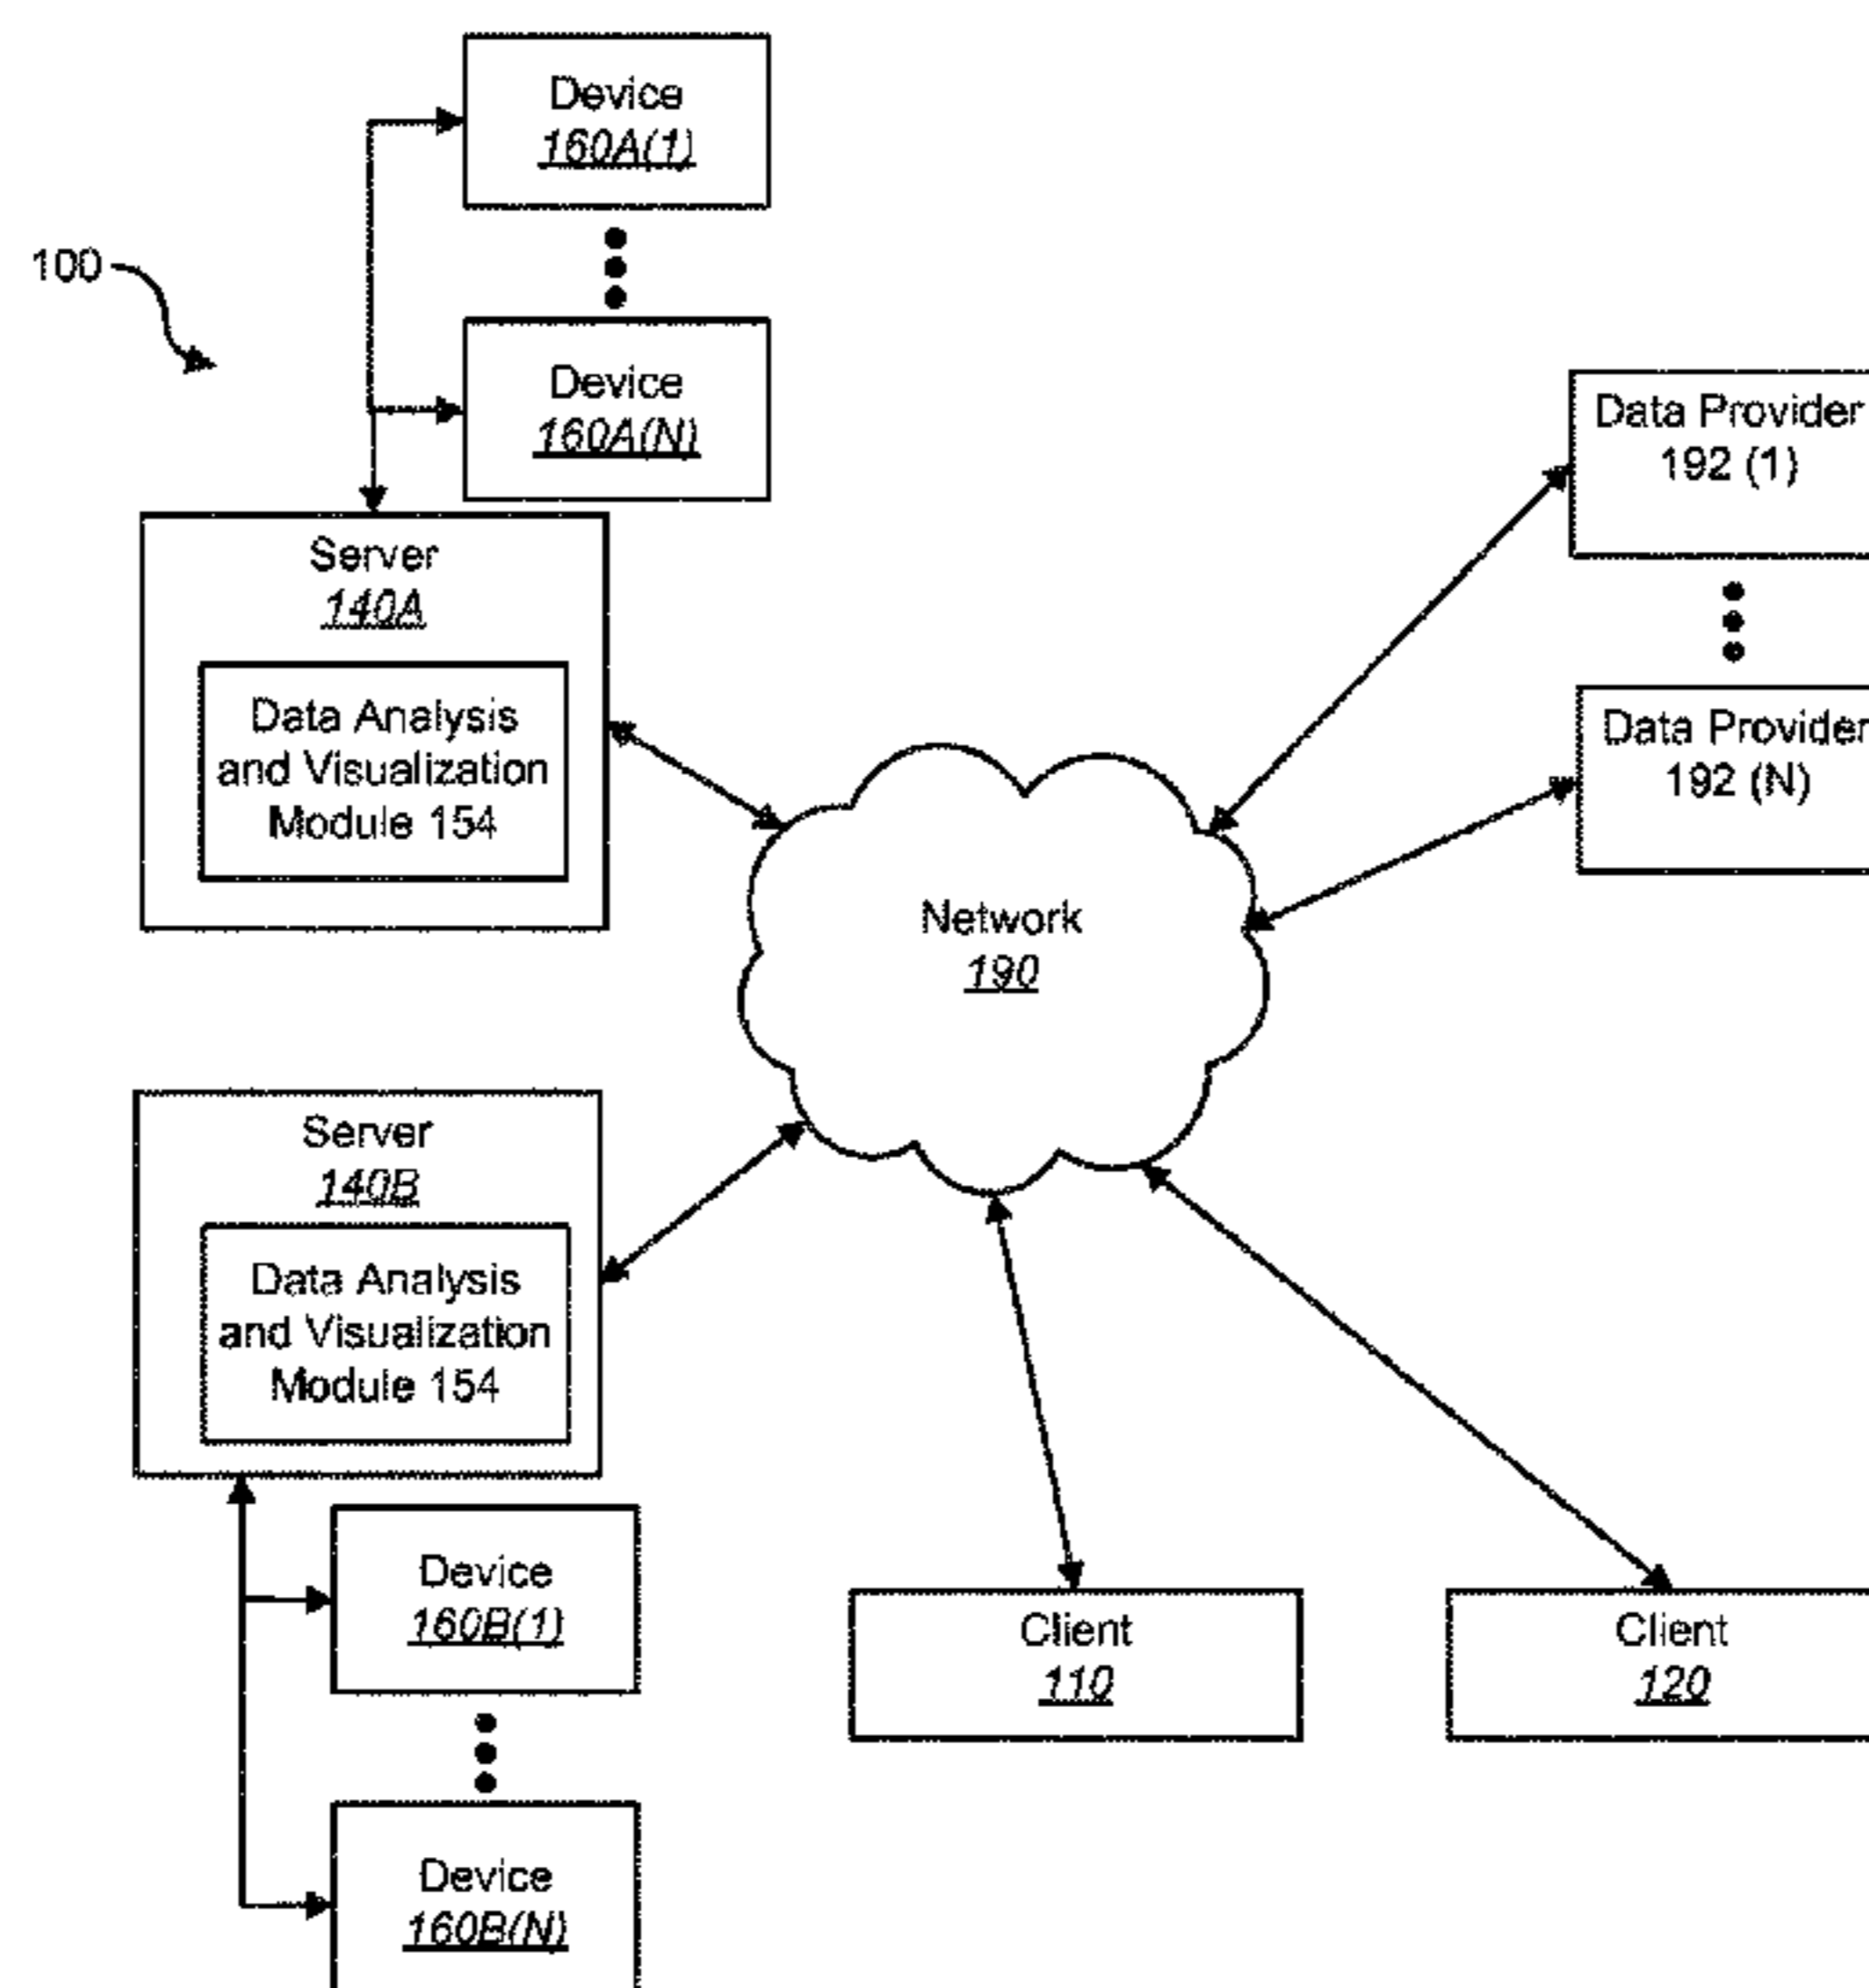 Device
160A(1)
100
Device
160A(N)
Data Provider
192 (1)
Server
140A
Data Analysis
and Visualization
Module 154
Data Provider
192 (N)
Network
190
Server
140B
Data Analysis
and Visualization
Module 154
Device
160B(1)
Client
110
Client
120
Device
160B(N)